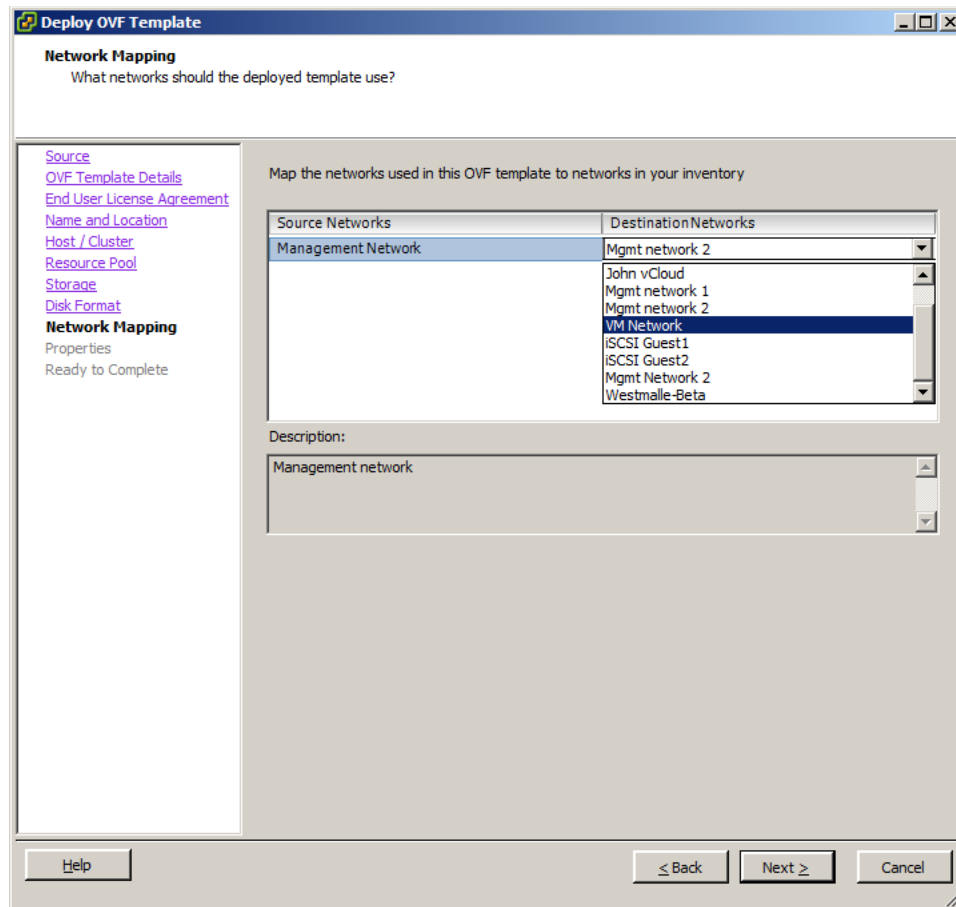 Deploy OVF Template
Network Mapping
What networks should the deployed template use?
Source
OVF Template Details
End User License Agreement
Name and Location
Host / Cluster
Resource Pool
Storage
Disk Format
Network Mapping
Properties
Ready to Complete
Map the networks used in this OVF template to networks in your inventory
Source Networks DestinationNetworks
Management Network Mgmt network 2
John vCloud
Mgmt network 1
Mgmt network 2
VM Network
iSCSI Guest1
iSCSI Guest2
Mgmt Network 2
Westmalle-Beta
Description:
Management network
Help < Back Next > Cancel